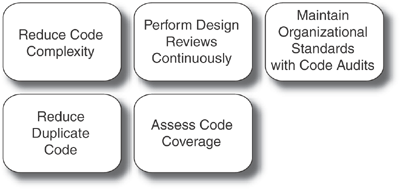 Reduce Code
Complexity
Perform Design
Reviews
Continuously
Maintain
Organizational
Standards
with Code Audits
Reduce
Duplicate
Code
Assess Code
Coverage